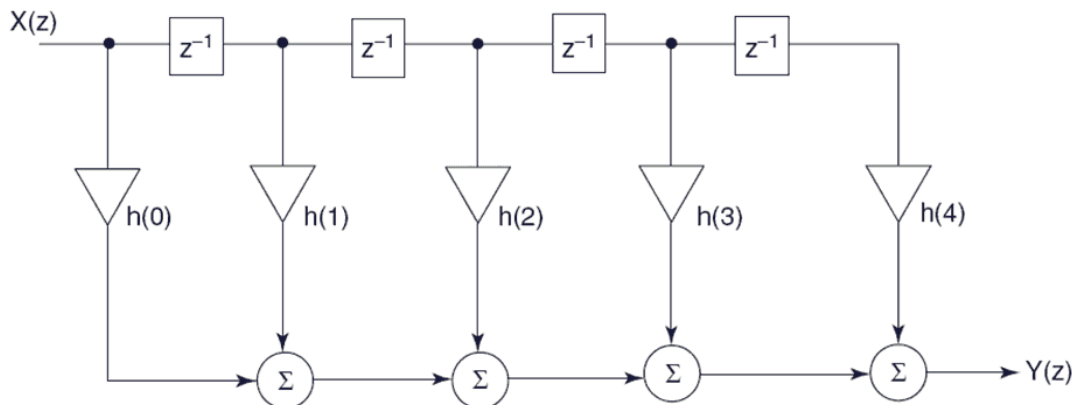 X(z)
z⁻¹ z⁻¹ z⁻¹ z⁻¹
h(0) h(1) h(2) h(3) h(4)
Σ Σ Σ Σ Y(z)